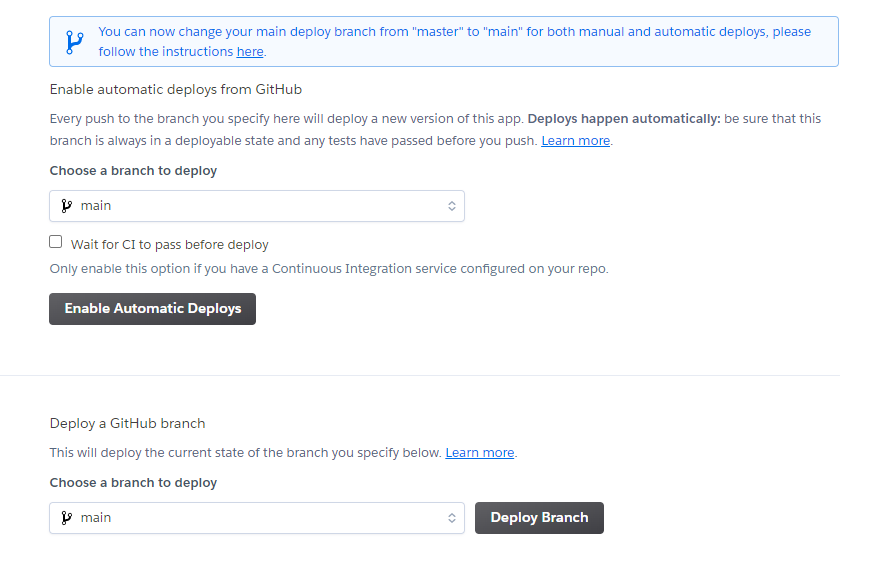 You can now change your main deploy branch from "master" to "main" for both manual and automatic deploys, please
follow the instructions here.
Enable automatic deploys from GitHub
Every push to the branch you specify here will deploy a new version of this app. Deploys happen automatically: be sure that this
branch is always in a deployable state and any tests have passed before you push. Learn more.
Choose a branch to deploy
main
Wait for CI to pass before deploy
Only enable this option if you have a Continuous Integration service configured on your repo.
Enable Automatic Deploys
Deploy a GitHub branch
This will deploy the current state of the branch you specify below. Learn more.
Choose a branch to deploy
main
Deploy Branch